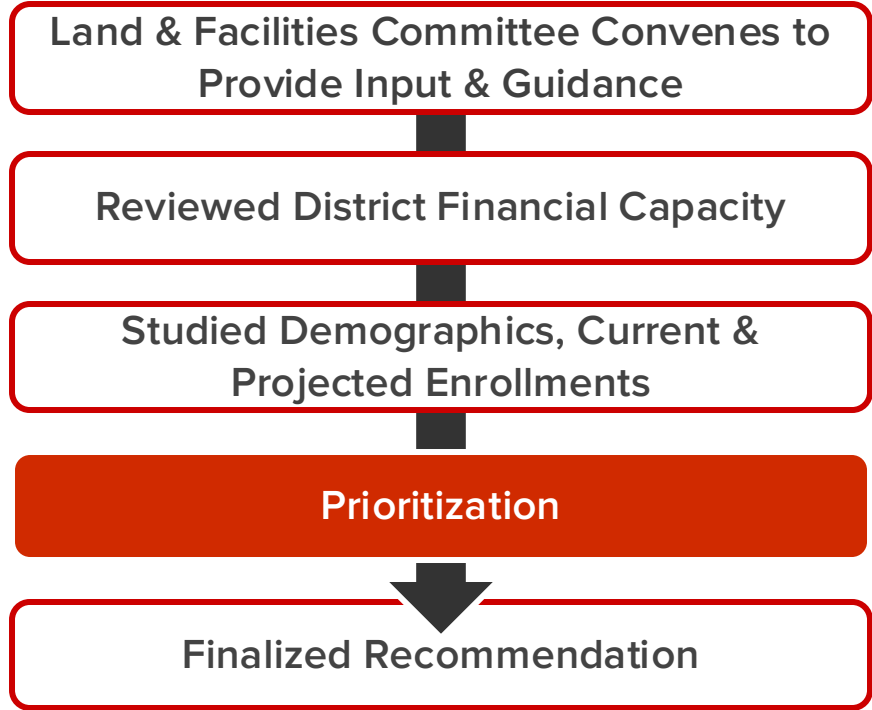 Land & Facilities Committee Convenes to
Provide Input & Guidance
Reviewed District Financial Capacity
Studied Demographics, Current &
Projected Enrollments
Prioritization
Finalized Recommendation